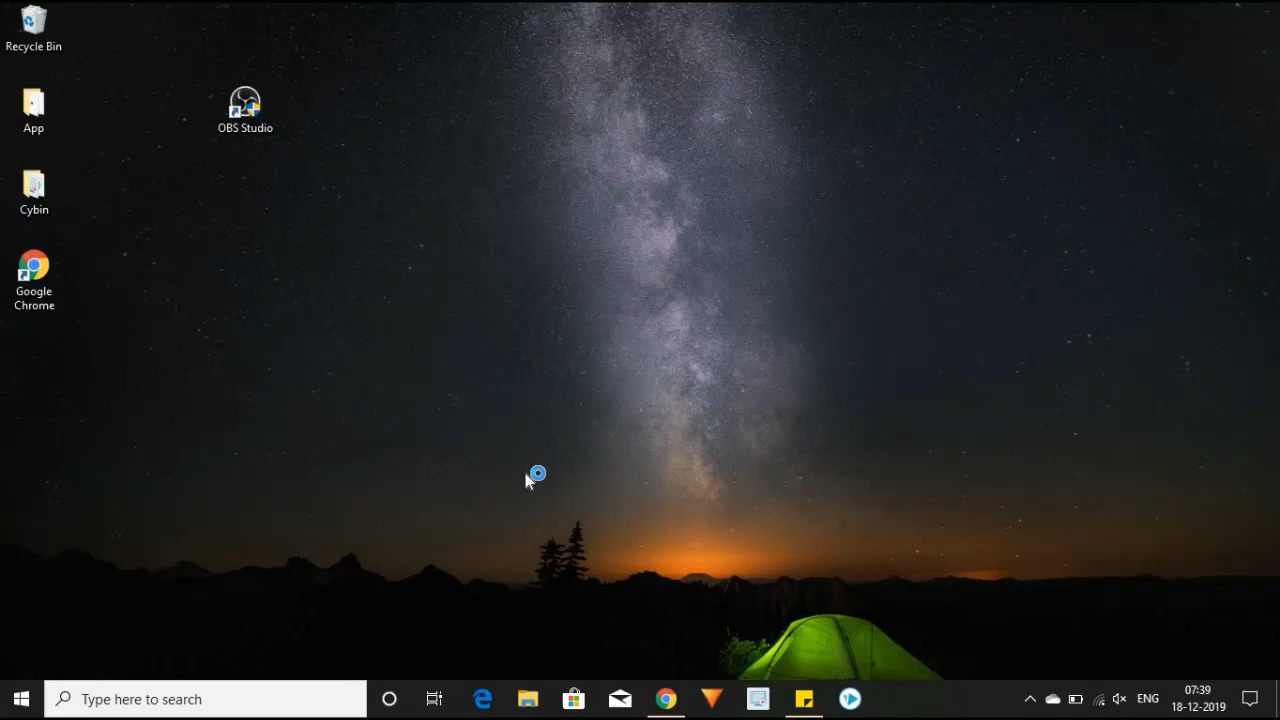 Recycle Bin
App
OBS Studio
Cybin
Google
Chrome
Type here to search
ENG
07:39
18-12-2019